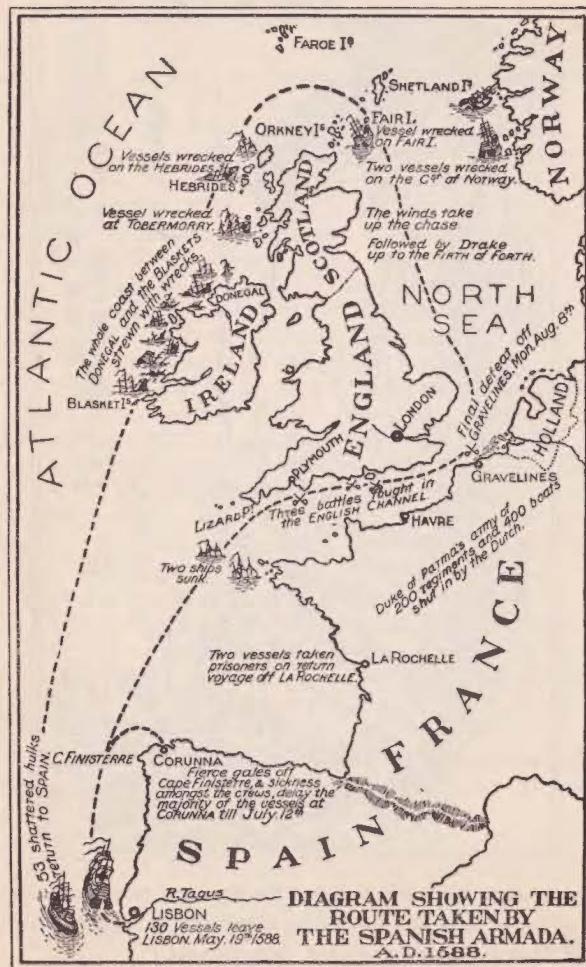 FAROE Iˢ
SHETLAND Iˢ
NORWAY
ATLANTIC OCEAN
ORKNEY Iˢ
FAIR I.
Vessel wrecked
on FAIR I.
Vessels wrecked
on the HEBRIDES
HEBRIDES
Two vessels wrecked
on the Cˢᵗ of Norway.
Vessel wrecked
at TOBERMORRY.
SCOTLAND
The winds take
up the chase
Followed by Drake
up to the FIRTH of FORTH.
The whole coast between
DONEGAL and the BLASKETS
strewn with wrecks.
DONEGAL
NORTH
SEA
IRELAND
BLASKET Iˢ
ENGLAND
LONDON
Final defeat off
GRAVELINES. Mon. Aug. 8ᵗʰ
HOLLAND
PLYMOUTH
GRAVELINES
LIZARD Pᵗ
Three battles fought in
the ENGLISH CHANNEL
HAVRE
Two ships
sunk.
Duke of Parma's army of
200 regiments and 400 boats
shut in by the Dutch.
FRANCE
Two vessels taken
prisoners on return
voyage off LA ROCHELLE.
LA ROCHELLE
53 shattered hulks
return to SPAIN.
C. FINISTERRE
CORUNNA
Fierce gales off
Cape Finisterre, & sickness
amongst the crews, delay the
majority of the vessels at
CORUNNA till July. 12ᵗʰ
SPAIN
R. Tagus
LISBON
130 Vessels leave
LISBON. May. 19ᵗʰ 1588.
DIAGRAM SHOWING THE
ROUTE TAKEN BY
THE SPANISH ARMADA.
A.D. 1588.